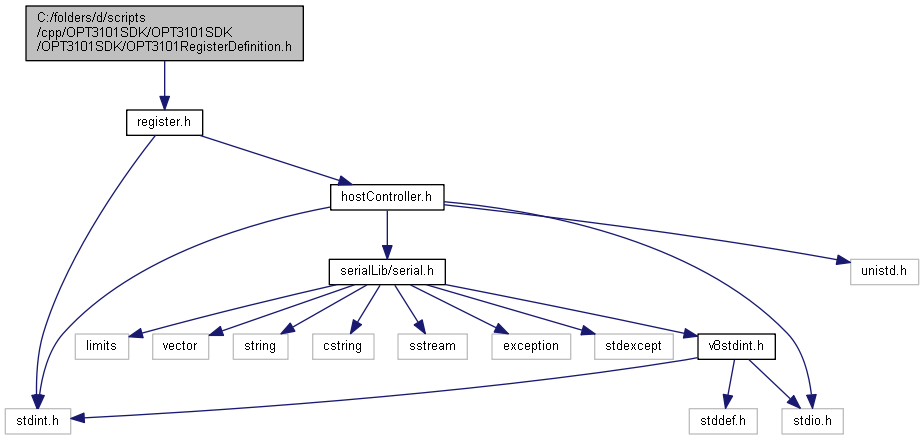 C:/folders/d/scripts
/cpp/OPT3101SDK/OPT3101SDK
/OPT3101SDK/OPT3101RegisterDefinition.h
register.h
hostController.h
serialLib/serial.h
unistd.h
limits
vector
string
cstring
sstream
exception
stdexcept
v8stdint.h
stdint.h
stddef.h
stdio.h